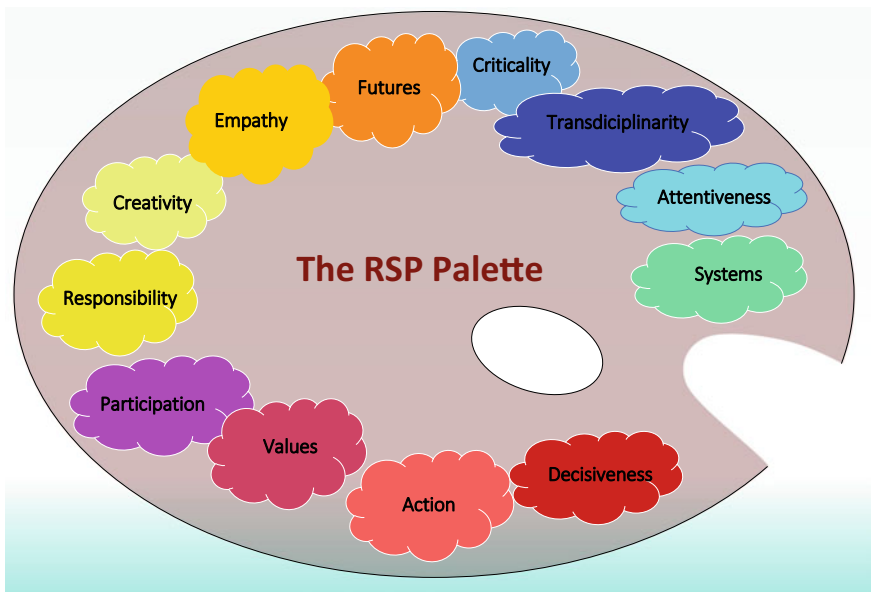 Criticality
Futures
Empathy
Transdiciplinarity
Creativity
Attentiveness
The RSP Palette
Systems
Responsibility
Participation
Values
Decisiveness
Action